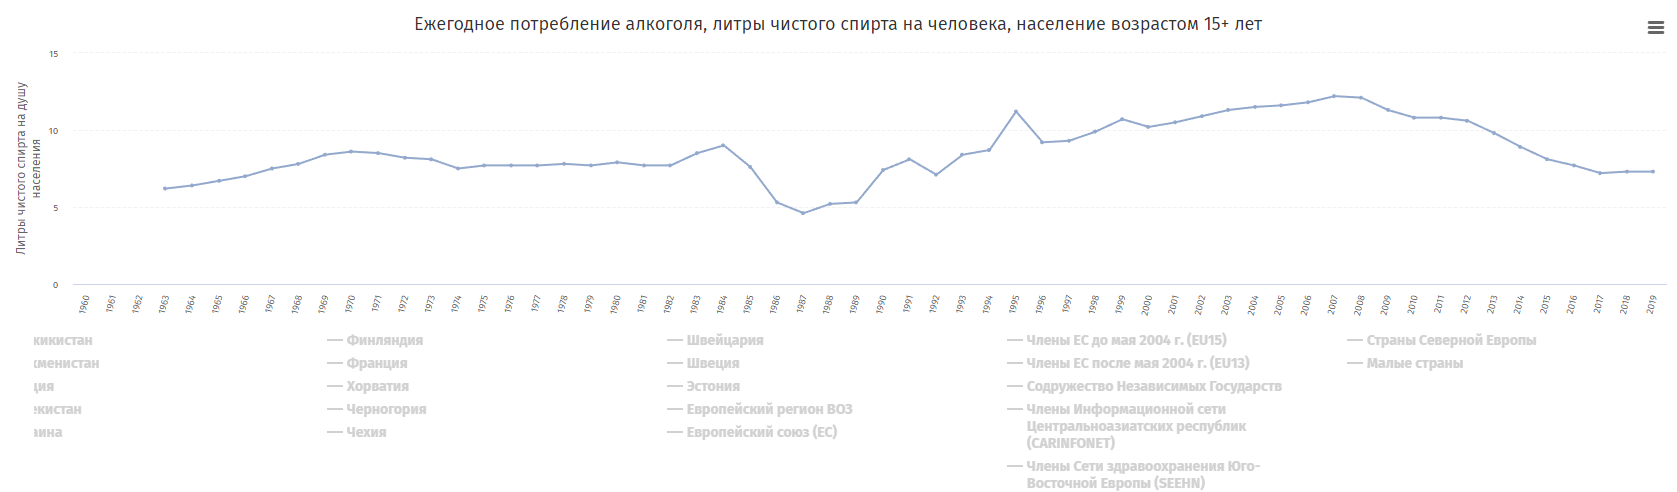 Ежегодное потребление алкоголя, литры чистого спирта на человека, население возрастом 15+ лет
Литры чистого спирта на душу
населения
15
10
5
0
1960 1961 1962 1963 1964 1965 1966 1967 1968 1969 1970 1971 1972 1973 1974 1975 1976 1977 1978 1979 1980 1981 1982 1983 1984 1985 1986 1987 1988 1989 1990 1991 1992 1993 1994 1995 1996 1997 1998 1999 2000 2001 2002 2003 2004 2005 2006 2007 2008 2009 2010 2011 2012 2013 2014 2015 2016 2017 2018 2019
кикистан
кменистан
ция
екистан
аина
Финляндия
Франция
Хорватия
Черногория
Чехия
Швейцария
Швеция
Эстония
Европейский регион ВОЗ
Европейский союз (ЕС)
Члены ЕС до мая 2004 г. (EU15)
Члены ЕС после мая 2004 г. (EU13)
Содружество Независимых Государств
Члены Информационной сети
Центральноазиатских республик
(CARINFONET)
Члены Сети здравоохранения Юго-
Восточной Европы (SEEHN)
Страны Северной Европы
Малые страны